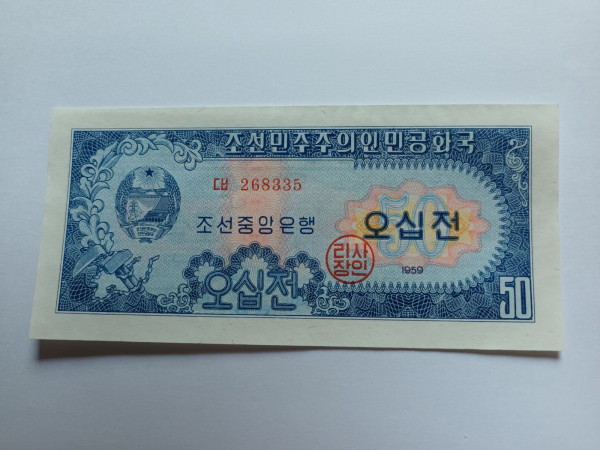 조선민주주의인민공화국
대 268335
조선중앙은행
50
오십전
리사
장인
1959
오십전
50